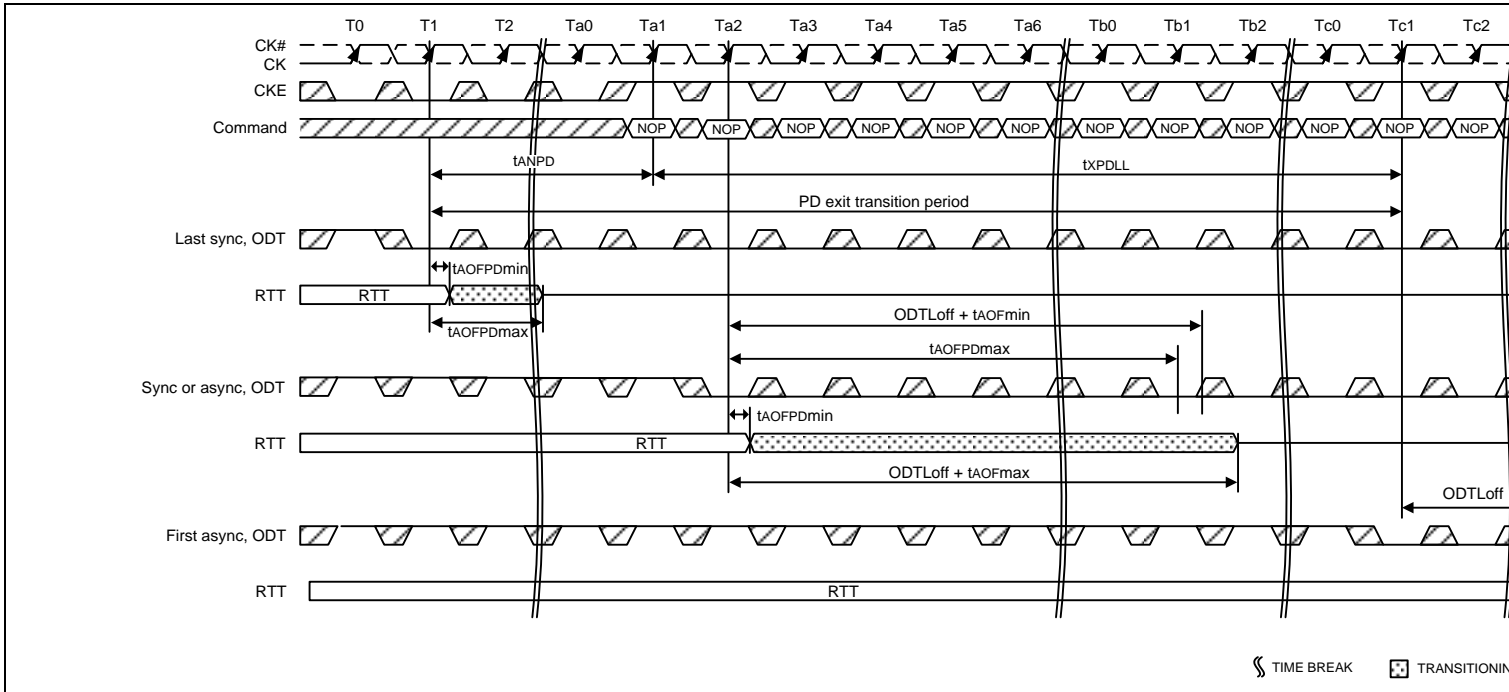 T0 T1 T2 Ta0 Ta1 Ta2 Ta3 Ta4 Ta5 Ta6 Tb0 Tb1 Tb2 Tc0 Tc1 Tc2
CK#
CK
CKE
Command NOP NOP NOP NOP NOP NOP NOP NOP NOP NOP NOP NOP
tANPD tXPDLL
PD exit transition period
Last sync, ODT
tAOFPDmin
RTT RTT
ODTLoff + tAOFmin
tAOFPDmax
tAOFPDmax
Sync or async, ODT
tAOFPDmin
RTT RTT
ODTLoff + tAOFmax
ODTLoff
First async, ODT
RTT RTT
TIME BREAK TRANSITIONIN